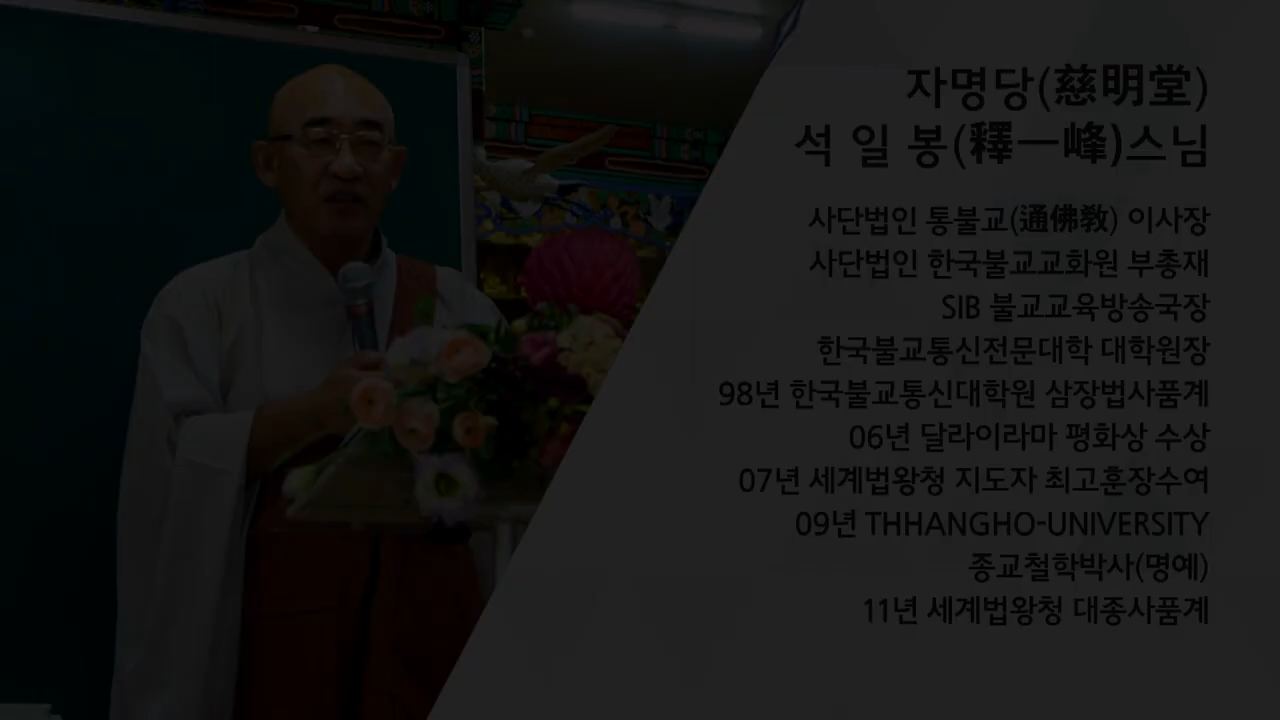 자명당(慈明堂)
석 일 봉(釋一峰)스님
사단법인 통불교(通佛敎) 이사장
사단법인 한국불교교화원 부총재
SIB 불교교육방송국장
한국불교통신전문대학 대학원장
98년 한국불교통신대학원 삼장법사품계
06년 달라이라마 평화상 수상
07년 세계법왕청 지도자 최고훈장수여
09년 THHANGHO-UNIVERSITY
종교철학박사(명예)
11년 세계법왕청 대종사품계